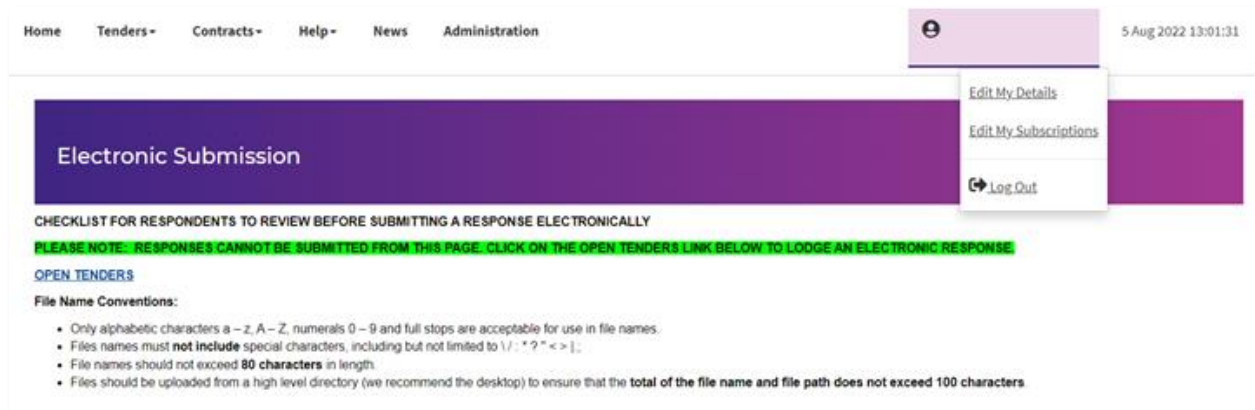 Home Tenders Contracts Help News Administration 5 Aug 2022 13:01:31
Edit My Details
Edit My Subscriptions
Log Out
Electronic Submission
CHECKLIST FOR RESPONDENTS TO REVIEW BEFORE SUBMITTING A RESPONSE ELECTRONICALLY
PLEASE NOTE: RESPONSES CANNOT BE SUBMITTED FROM THIS PAGE. CLICK ON THE OPEN TENDERS LINK BELOW TO LODGE AN ELECTRONIC RESPONSE.
OPEN TENDERS
File Name Conventions:
• Only alphabetic characters a – z, A – Z, numerals 0 – 9 and full stops are acceptable for use in file names.
• Files names must not include special characters, including but not limited to \ / : * ? " < > | ;
• File names should not exceed 80 characters in length.
• Files should be uploaded from a high level directory (we recommend the desktop) to ensure that the total of the file name and file path does not exceed 100 characters.